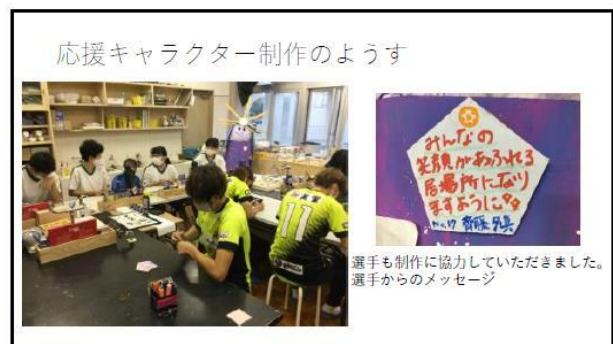 応援キャラクター制作のようす
みんなの
笑顔があふれる
居場所になり
ますように
11
選手も制作に協力していただきました。
選手からのメッセージ